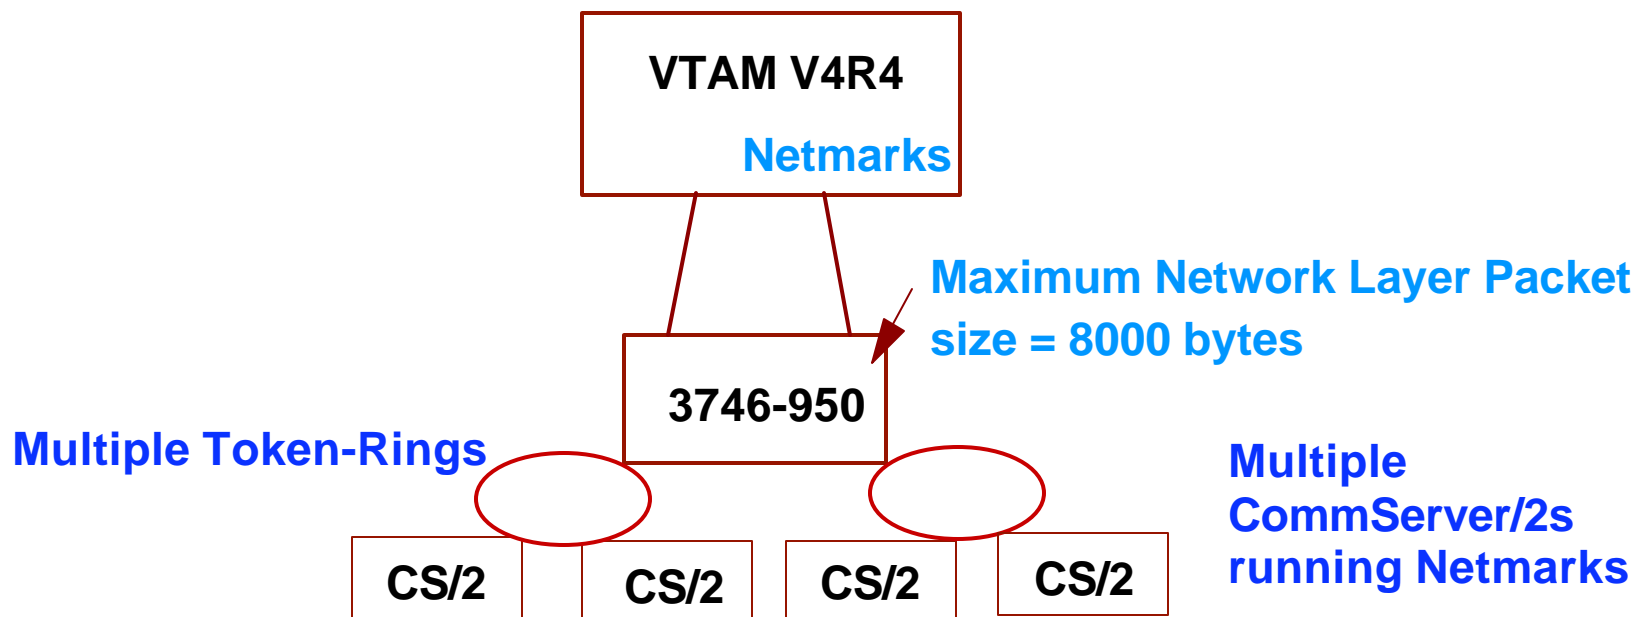 VTAM V4R4
Netmarks
Maximum Network Layer Packet
size = 8000 bytes
3746-950
Multiple Token-Rings
Multiple
CommServer/2s
running Netmarks
CS/2
CS/2
CS/2
CS/2